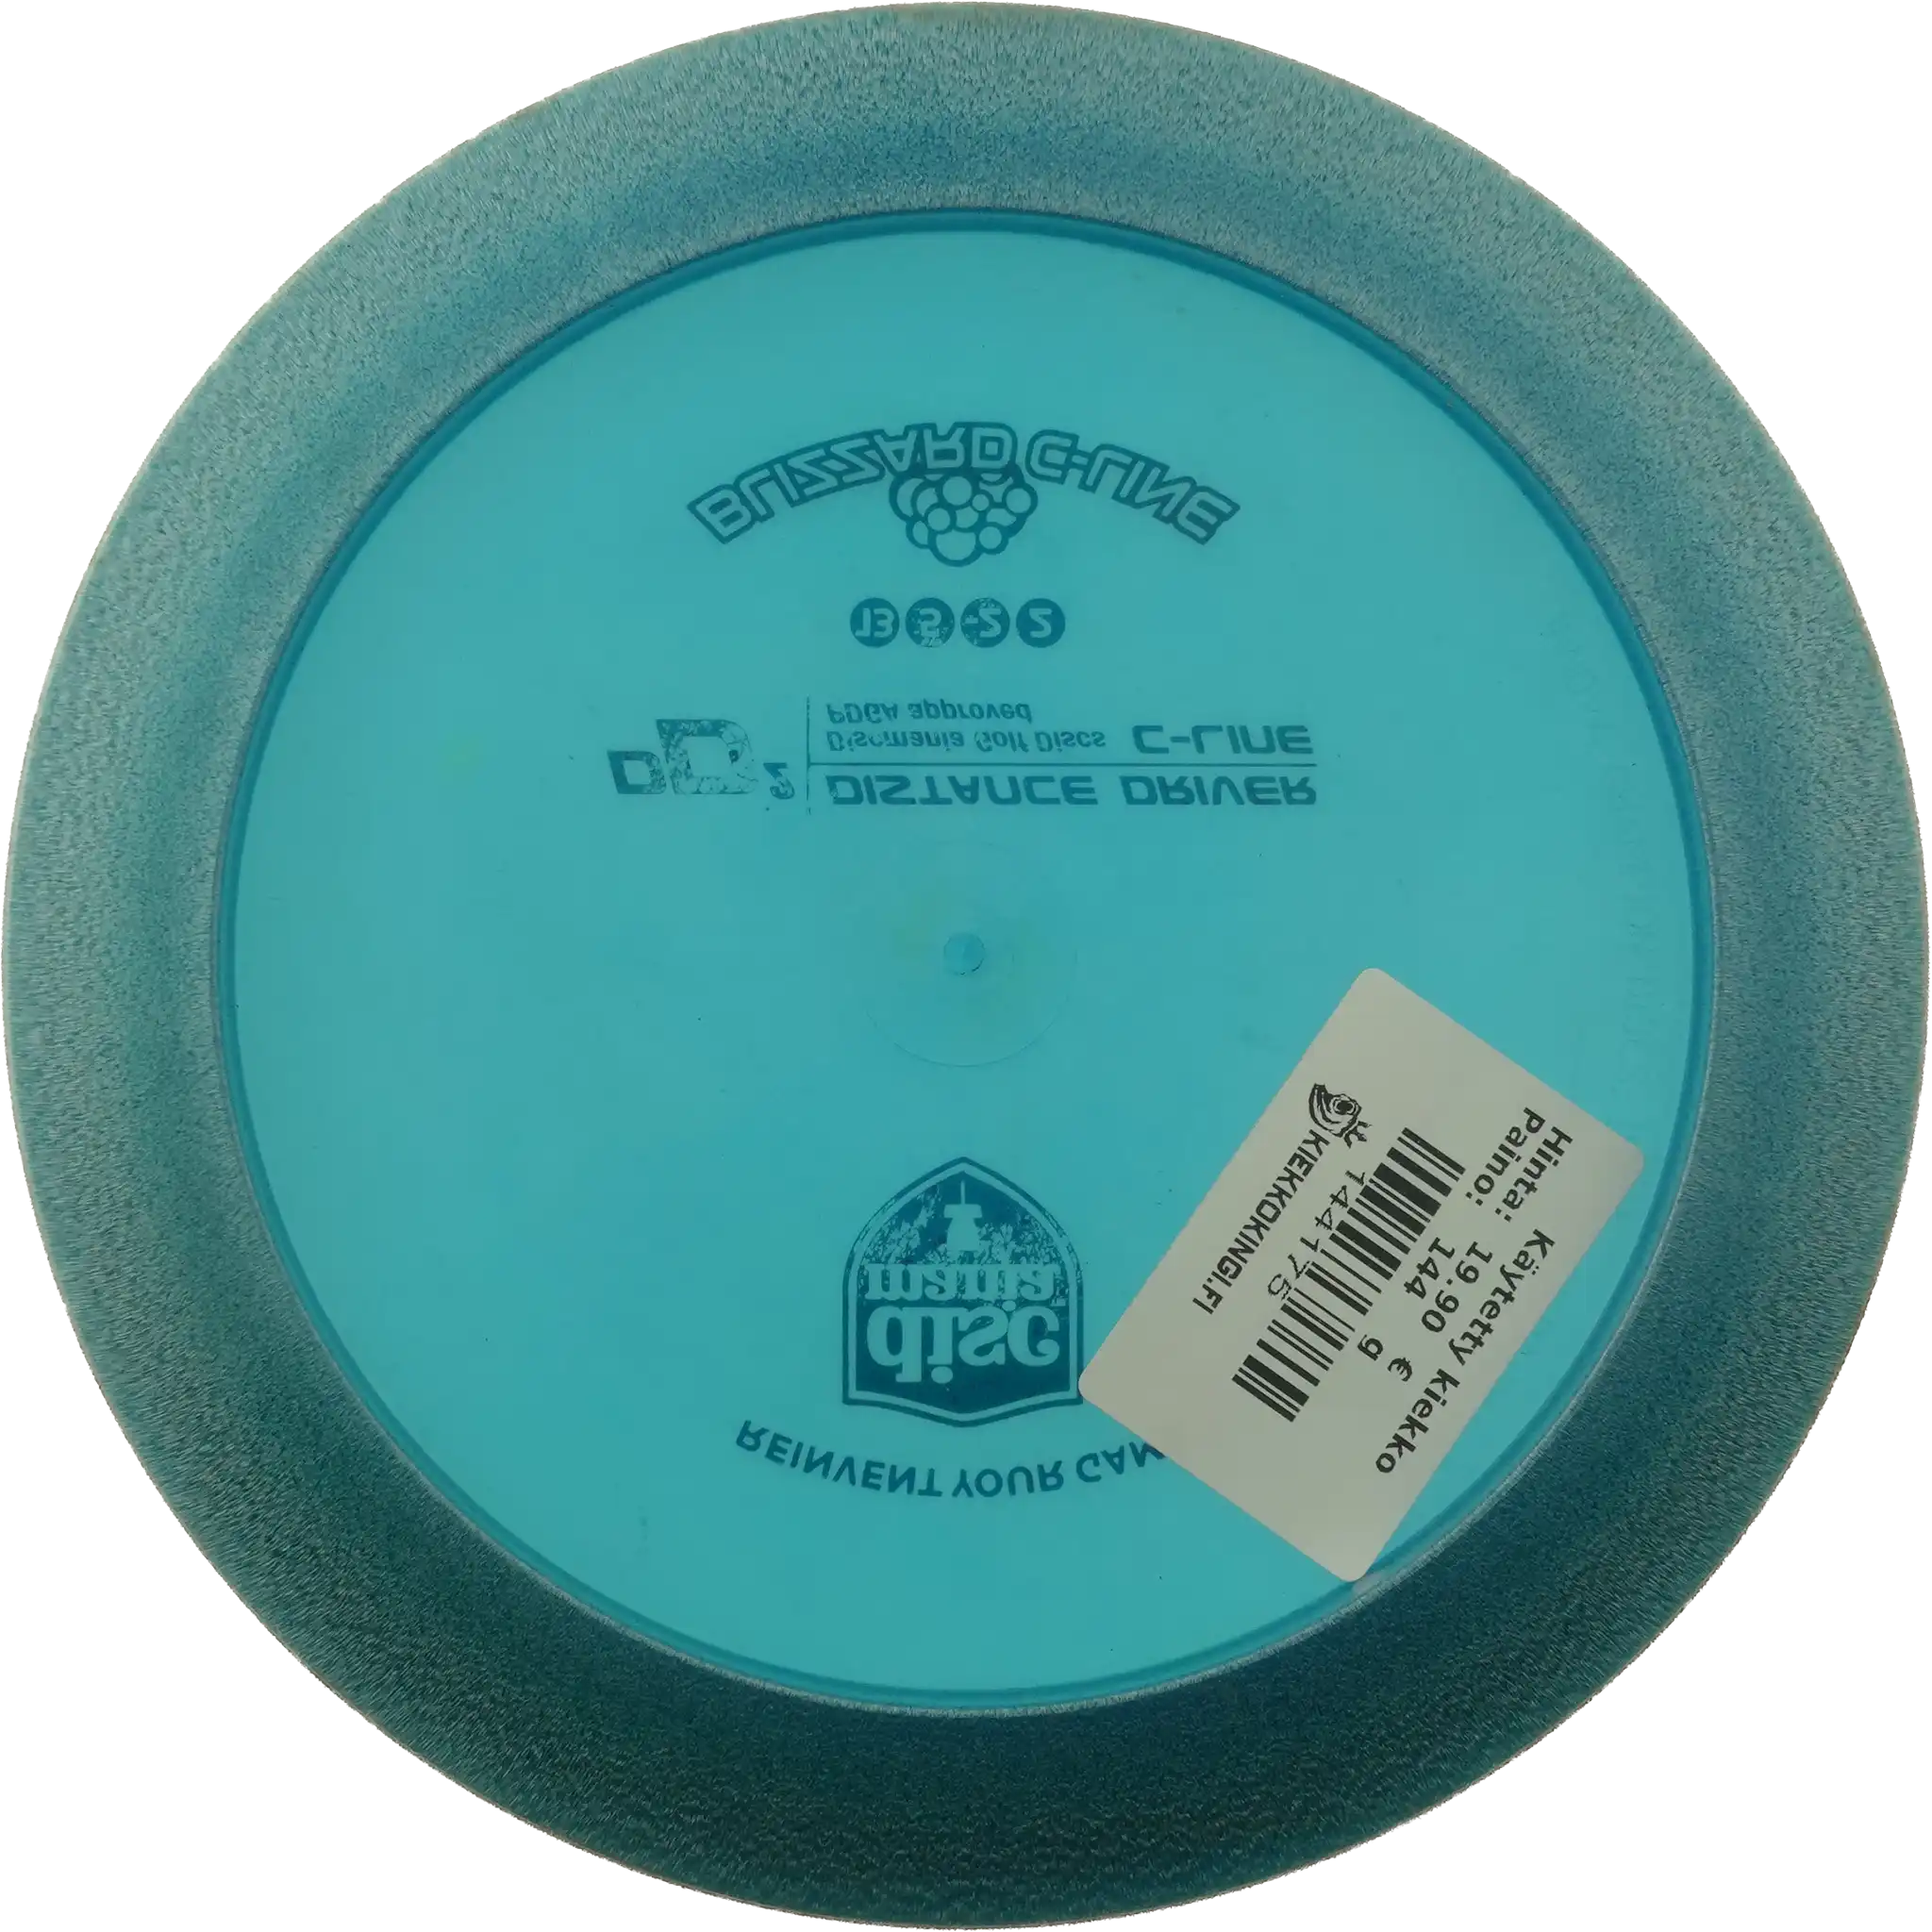 REINVENT YOUR GAM
disc
mania
DD2
DISTANCE DRIVER
Discmania Golf Discs C-LINE
PDGA approved
13 5 -2 2
BLIZZARD C-LINE
Käytetty kiekko
Hinta: 19.90 €
Paino: 144 g
144175
KIEKKOKINGI.FI